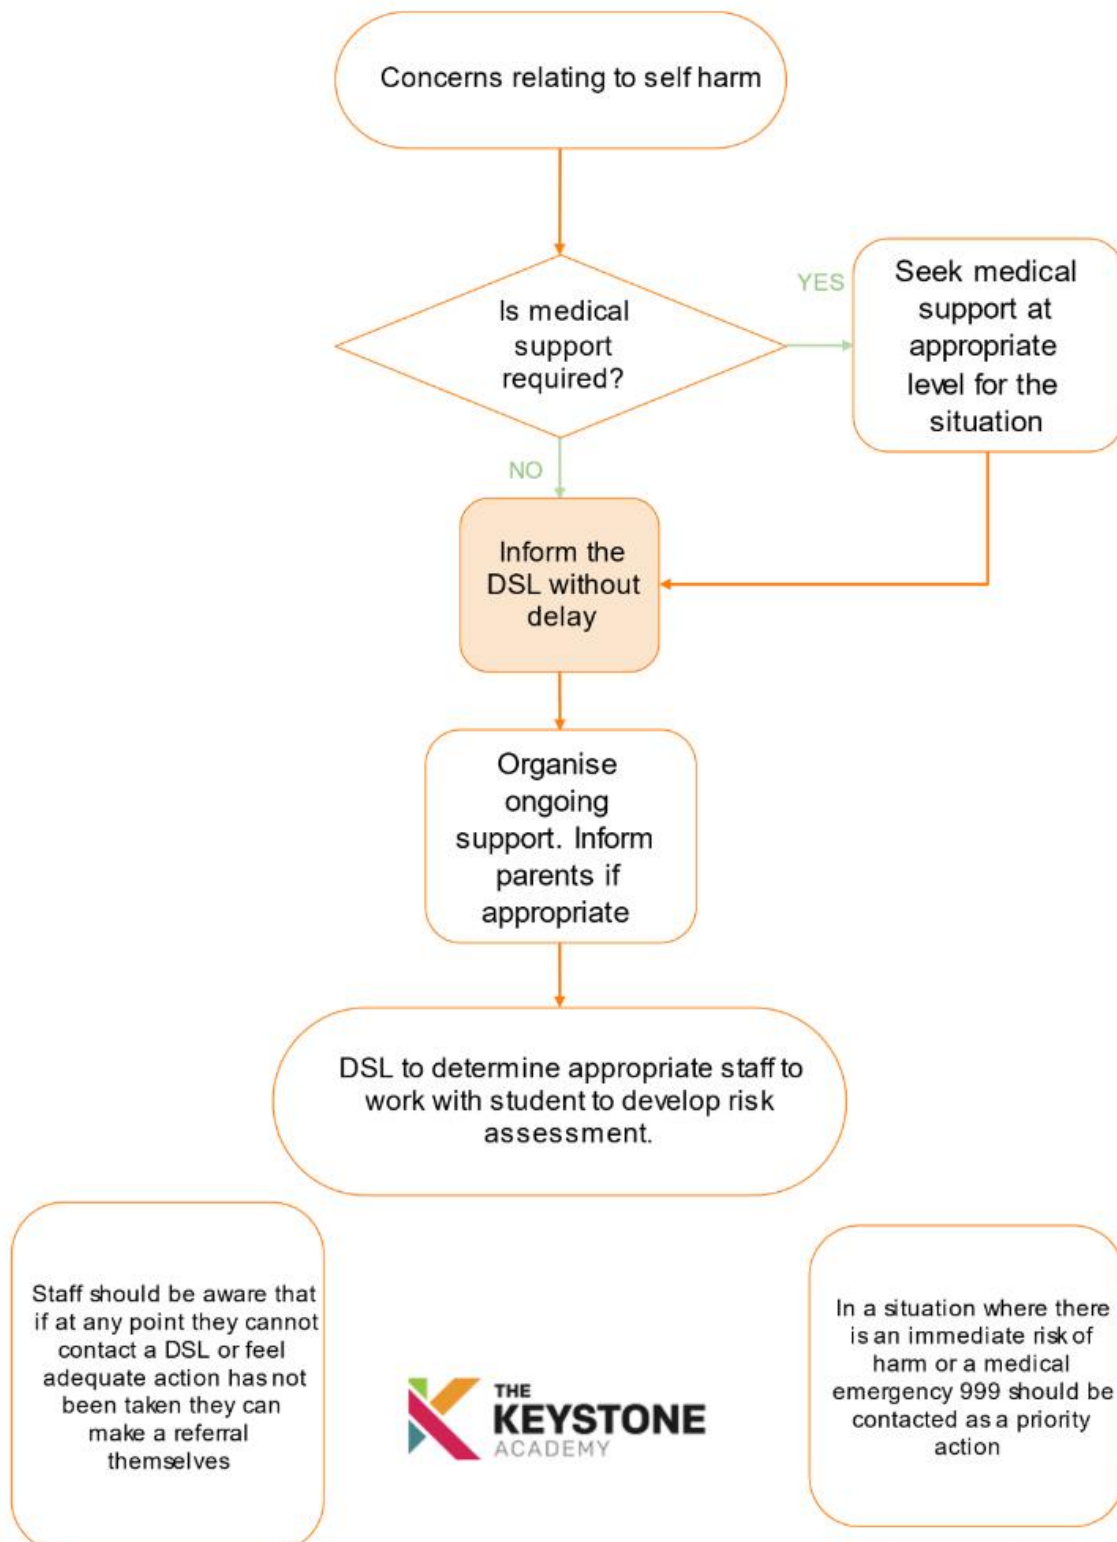 Concerns relating to self harm
Is medical
support
required?
YES
Seek medical
support at
appropriate
level for the
situation
NO
Inform the
DSL without
delay
Organise
ongoing
support. Inform
parents if
appropriate
DSL to determine appropriate staff to
work with student to develop risk
assessment.
Staff should be aware that
if at any point they cannot
contact a DSL or feel
adequate action has not
been taken they can
make a referral
themselves
THE
KEYSTONE
ACADEMY
In a situation where there
is an immediate risk of
harm or a medical
emergency 999 should be
contacted as a priority
action